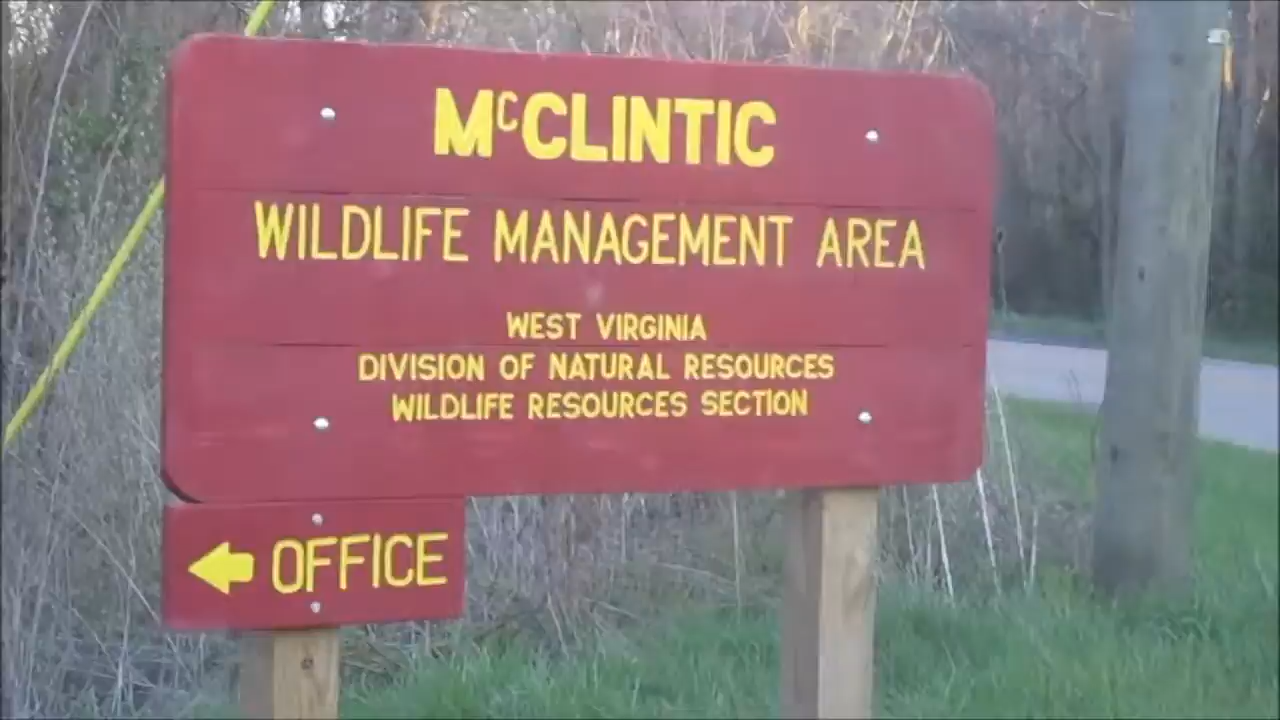 McCLINTIC
WILDLIFE MANAGEMENT AREA
WEST VIRGINIA
DIVISION OF NATURAL RESOURCES
WILDLIFE RESOURCES SECTION
OFFICE